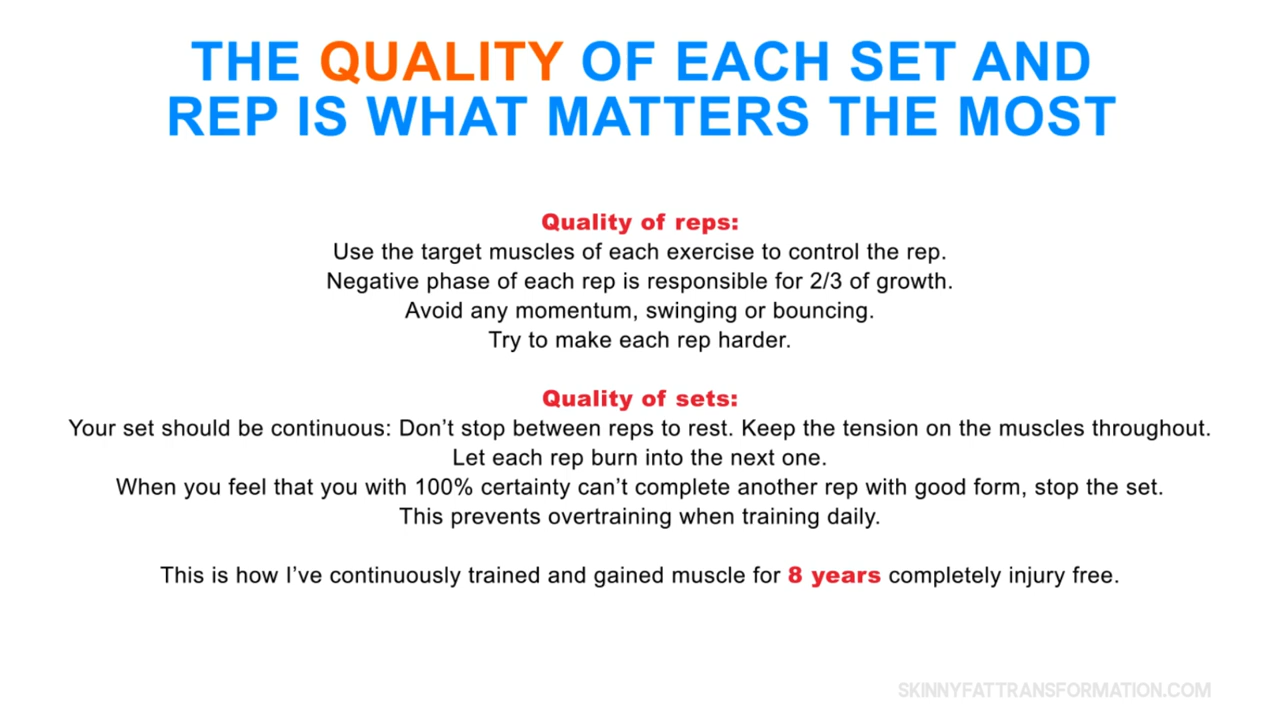 THE QUALITY OF EACH SET AND
REP IS WHAT MATTERS THE MOST
Quality of reps:
Use the target muscles of each exercise to control the rep.
Negative phase of each rep is responsible for 2/3 of growth.
Avoid any momentum, swinging or bouncing.
Try to make each rep harder.
Quality of sets:
Your set should be continuous: Don’t stop between reps to rest. Keep the tension on the muscles throughout.
Let each rep burn into the next one.
When you feel that you with 100% certainty can’t complete another rep with good form, stop the set.
This prevents overtraining when training daily.
This is how I’ve continuously trained and gained muscle for 8 years completely injury free.
SKINNYFATTRANSFORMATION.COM